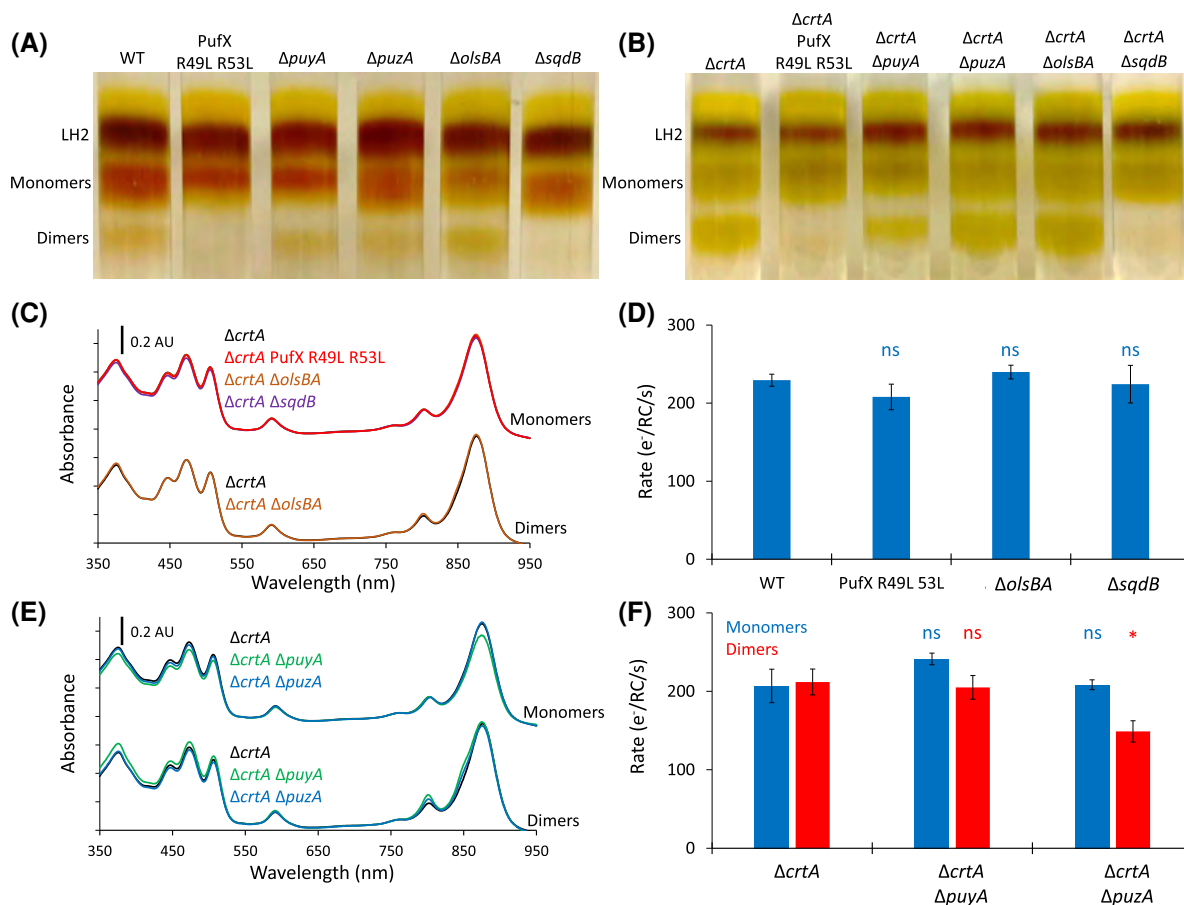 (A)
WT
PufX
R49L R53L
ΔpuyA
ΔpuzA
ΔolsBA
ΔsqdB
LH2
Monomers
Dimers
(B)
ΔcrtA
ΔcrtA
PufX
R49L R53L
ΔcrtA
ΔpuyA
ΔcrtA
ΔpuzA
ΔcrtA
ΔolsBA
ΔcrtA
ΔsqdB
LH2
Monomers
Dimers
(C)
0.2 AU
ΔcrtA
ΔcrtA PufX R49L R53L
ΔcrtA ΔolsBA
ΔcrtA ΔsqdB
Monomers
ΔcrtA
ΔcrtA ΔolsBA
Dimers
Absorbance
350 450 550 650 750 850 950
Wavelength (nm)
(D)
300
200
100
0
Rate (e⁻/RC/s)
ns ns ns
WT PufX R49L 53L ΔolsBA ΔsqdB
(E)
0.2 AU
ΔcrtA
ΔcrtA ΔpuyA
ΔcrtA ΔpuzA
Monomers
ΔcrtA
ΔcrtA ΔpuyA
ΔcrtA ΔpuzA
Dimers
Absorbance
350 450 550 650 750 850 950
Wavelength (nm)
(F)
300
200
100
0
Rate (e⁻/RC/s)
Monomers
Dimers
ns ns ns *
ΔcrtA
ΔcrtA
ΔpuyA
ΔcrtA
ΔpuzA